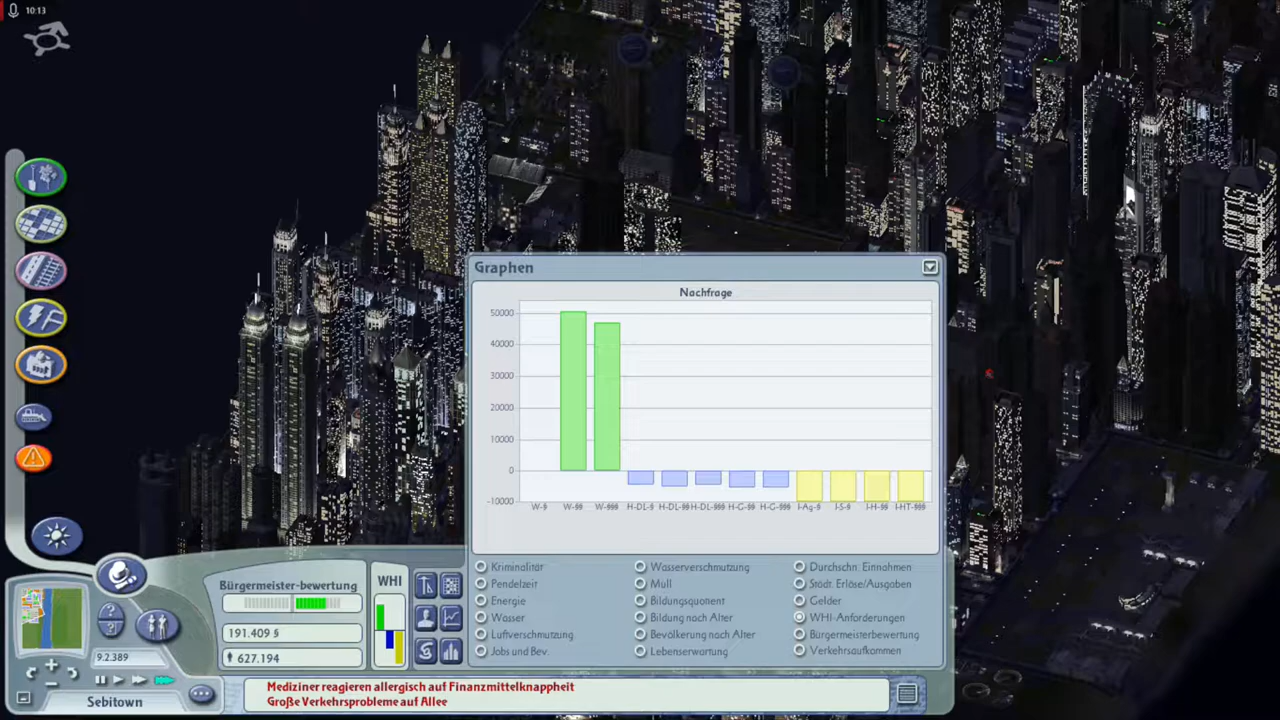 10:13
Graphen
Nachfrage
50000
40000
30000
20000
10000
0
-10000
W-§ W-§§ W-§§§ H-DL-§ H-DL-§§ H-DL-§§§ H-G-§§ H-G-§§§ I-Ag-§ I-S-§ I-H-§§ I-HT-§§§
Kriminalität Wasserverschmutzung Durchschn. Einnahmen
Pendelzeit Müll Städt. Erlöse/Ausgaben
Energie Bildungsquotient Gelder
Wasser Bildung nach Alter WHI-Anforderungen
Luftverschmutzung Bevölkerung nach Alter Bürgermeisterbewertung
Jobs und Bev. Lebenserwartung Verkehrsaufkommen
Bürgermeister-bewertung
WHI
191.409 §
627.194
9.2.389
Sebitown
Mediziner reagieren allergisch auf Finanzmittelknappheit
Große Verkehrsprobleme auf Allee